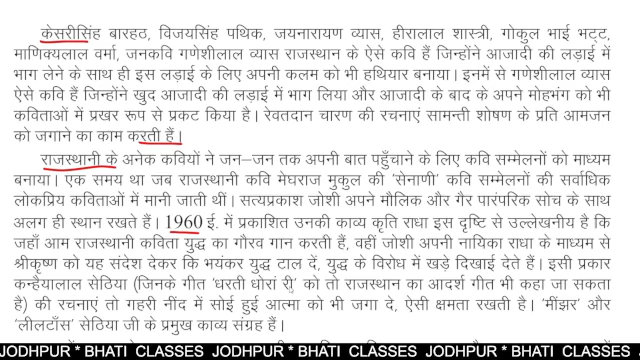 केसरीसिंह बारहठ, विजयसिंह पथिक, जयनारायण व्यास, हीरालाल शास्त्री, गोकुल भाई भट्ट,
माणिक्यलाल वर्मा, जनकवि गणेशीलाल व्यास राजस्थान के ऐसे कवि हैं जिन्होंने आजादी की लड़ाई में
भाग लेने के साथ ही इस लड़ाई के लिए अपनी कलम को भी हथियार बनाया। इनमें से गणेशीलाल व्यास
ऐसे कवि हैं जिन्होंने खुद आजादी की लड़ाई में भाग लिया और आजादी के बाद के अपने मोहभंग को भी
कविताओं में प्रखर रूप से प्रकट किया है। रेवतदान चारण की रचनाएं सामन्ती शोषण के प्रति आमजन
को जगाने का काम करती हैं।
राजस्थानी के अनेक कवियों ने जन–जन तक अपनी बात पहुँचाने के लिए कवि सम्मेलनों को माध्यम
बनाया। एक समय था जब राजस्थानी कवि मेघराज मुकुल की 'सेनाणी' कवि सम्मेलनों की सर्वाधिक
लोकप्रिय कविताओं में मानी जाती थीं। सत्यप्रकाश जोशी अपने मौलिक और गैर पारंपरिक सोच के साथ
अलग ही स्थान रखते हैं। 1960 ई. में प्रकाशित उनकी काव्य कृति राधा इस दृष्टि से उल्लेखनीय है कि
जहाँ आम राजस्थानी कविता युद्ध का गौरव गान करती हैं, वहीं जोशी अपनी नायिका राधा के माध्यम से
श्रीकृष्ण को यह संदेश देकर कि भयंकर युद्ध टाल दें, युद्ध के विरोध में खड़े दिखाई देते हैं। इसी प्रकार
कन्हैयालाल सेठिया (जिनके गीत 'धरती धोरां री' को तो राजस्थान का आदर्श गीत भी कहा जा सकता
है) की रचनाएं तो गहरी नींद में सोई हुई आत्मा को भी जगा दे, ऐसी क्षमता रखती है। 'मींझर' और
'लीलटाँस' सेठिया जी के प्रमुख काव्य संग्रह हैं।
JODHPUR * BHATI CLASSES JODHPUR * BHATI CLASSES JODHPUR * BHATI CLASSES